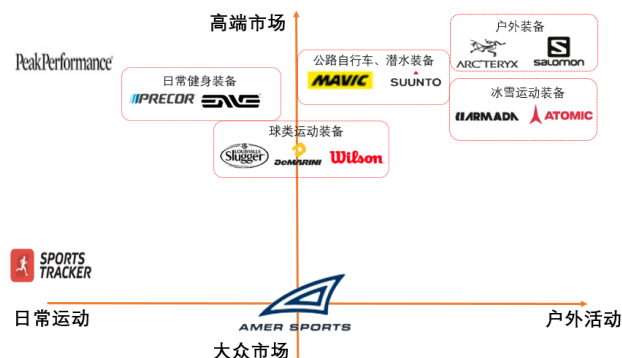 高端市场
户外装备
ARC'TERYX
SALOMON
PeakPerformance
公路自行车、潜水装备
MAVIC
SUUNTO
日常健身装备
PRECOR
ENVE
冰雪运动装备
ARMADA
ATOMIC
球类运动装备
LOUISVILLE
Slugger
DeMARINI
Wilson
SPORTS
TRACKER
AMER SPORTS
日常运动
户外活动
大众市场